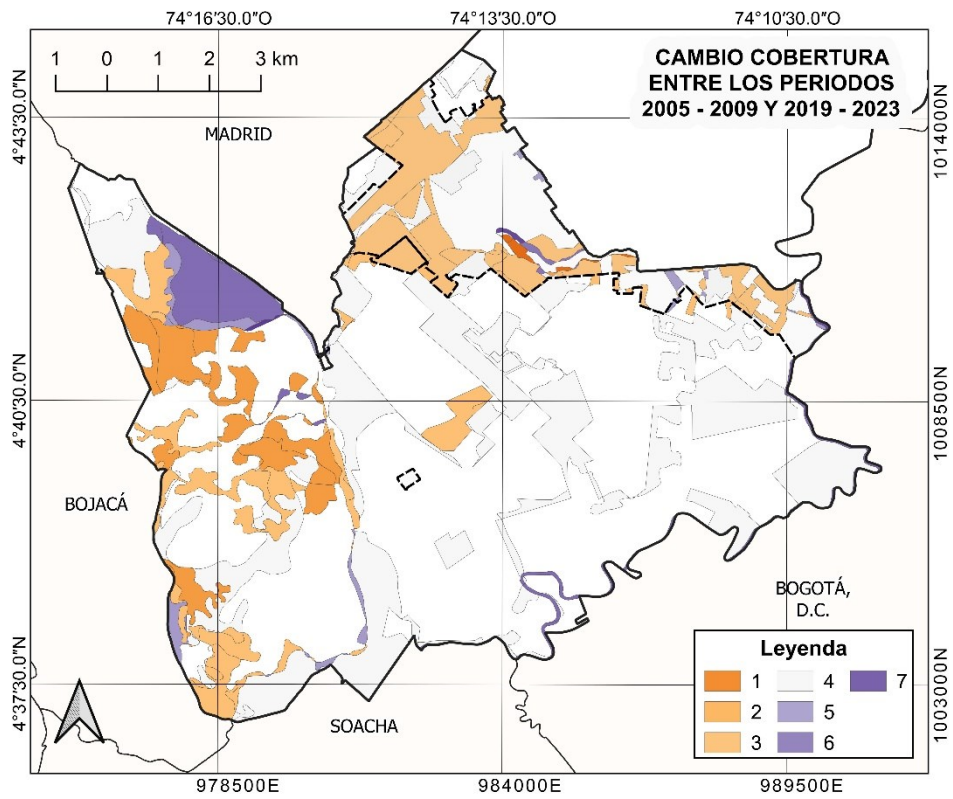 74°16'30.0"O
74°13'30.0"O
74°10'30.0"O
1 0 1 2 3 km
CAMBIO COBERTURA
ENTRE LOS PERIODOS
2005 - 2009 Y 2019 - 2023
4°43'30.0"N
1014000N
MADRID
4°40'30.0"N
1008500N
BOJACÁ
BOGOTÁ,
D.C.
Leyenda
1 4 7
2 5
3 6
4°37'30.0"N
1003000N
SOACHA
978500E
984000E
989500E